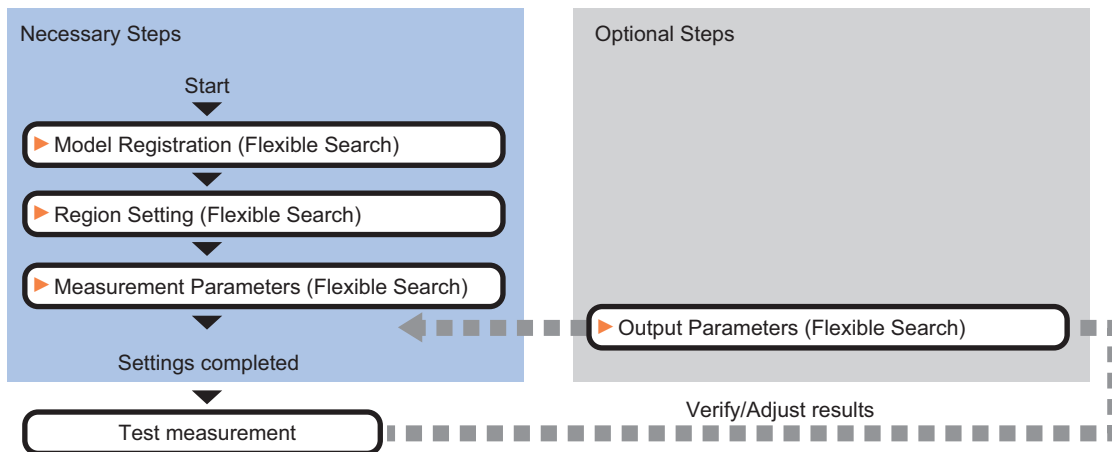 Necessary Steps
Start
Model Registration (Flexible Search)
Region Setting (Flexible Search)
Measurement Parameters (Flexible Search)
Settings completed
Test measurement
Optional Steps
Output Parameters (Flexible Search)
Verify/Adjust results